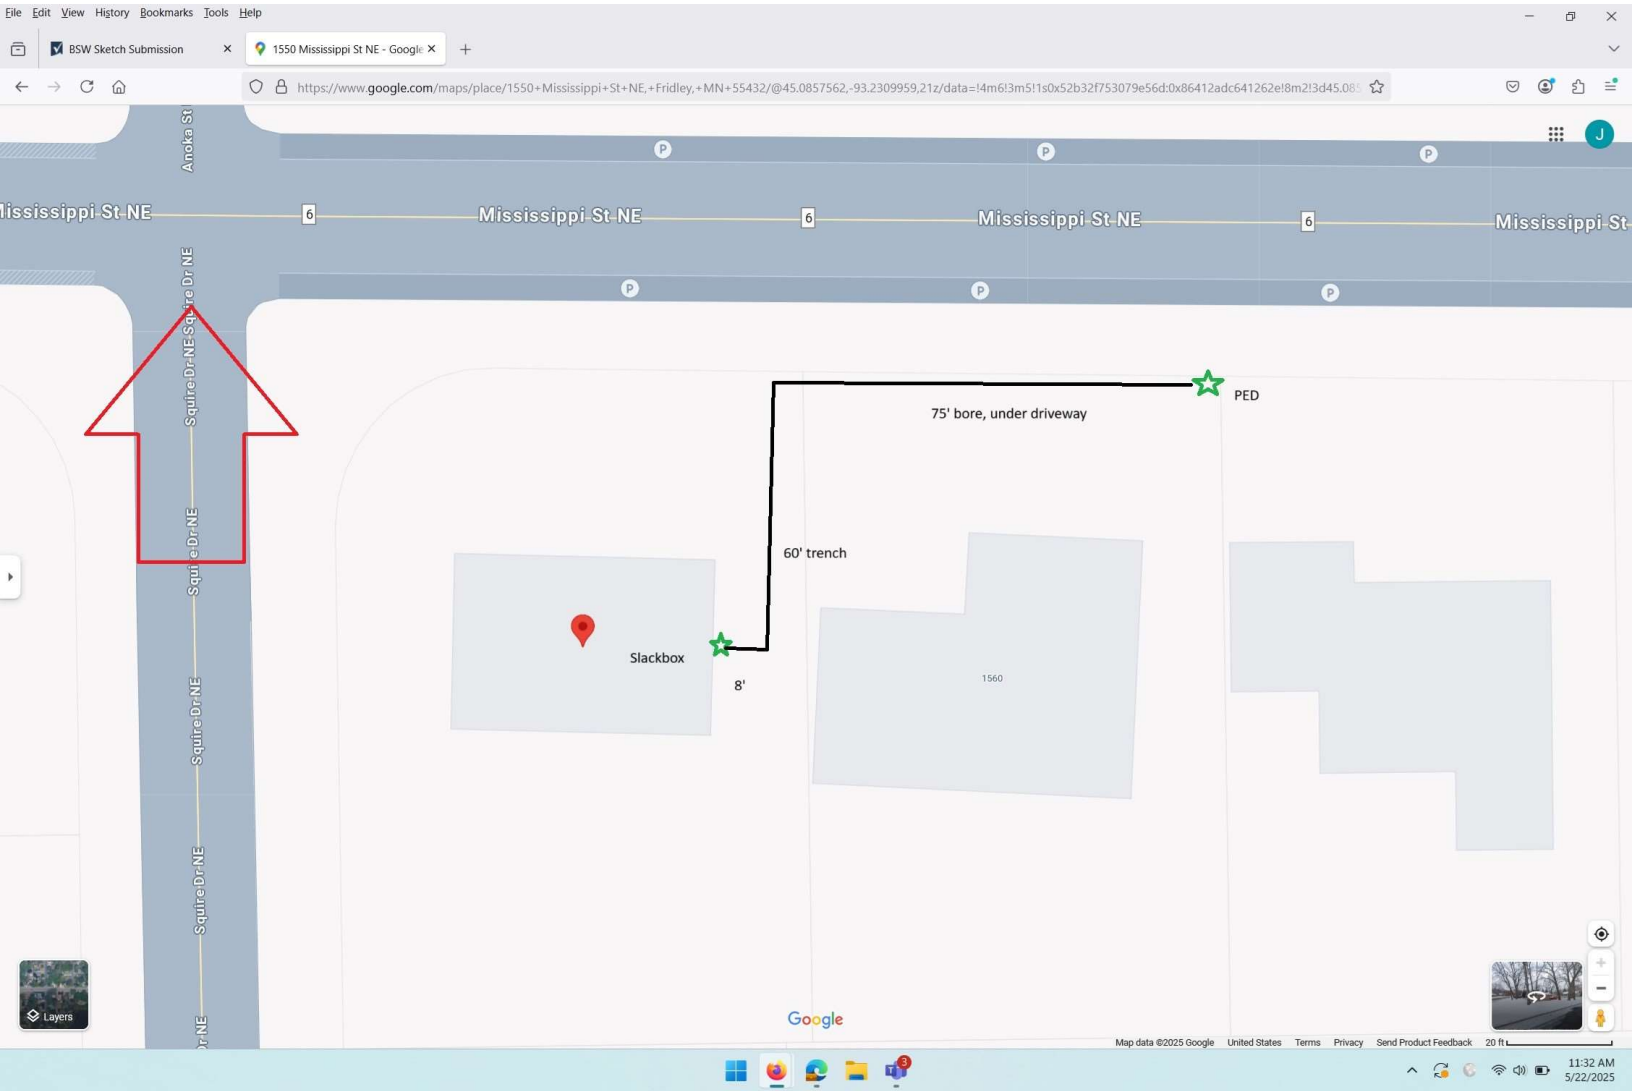 File Edit View History Bookmarks Tools Help
BSW Sketch Submission
1550 Mississippi St NE - Google
https://www.google.com/maps/place/1550+Mississippi+St+NE,+Fridley,+MN+55432/@45.0857562,-93.2309959,21z/data=!4m6!3m5!1s0x52b32f753079e56d:0x86412adc641262e!8m2!3d45.085
J
Anoka St
P P P
ississippi St NE 6 Mississippi St NE 6 Mississippi St NE 6 Mississippi St
P P P
Squire Dr NE
Squire Dr NE
PED
75' bore, under driveway
60' trench
Squire Dr NE
Slackbox
8'
1560
Squire Dr NE
Squire Dr NE
Dr NE
Layers
Google
Map data ©2025 Google United States Terms Privacy Send Product Feedback 20 ft
3
11:32 AM
5/22/2025